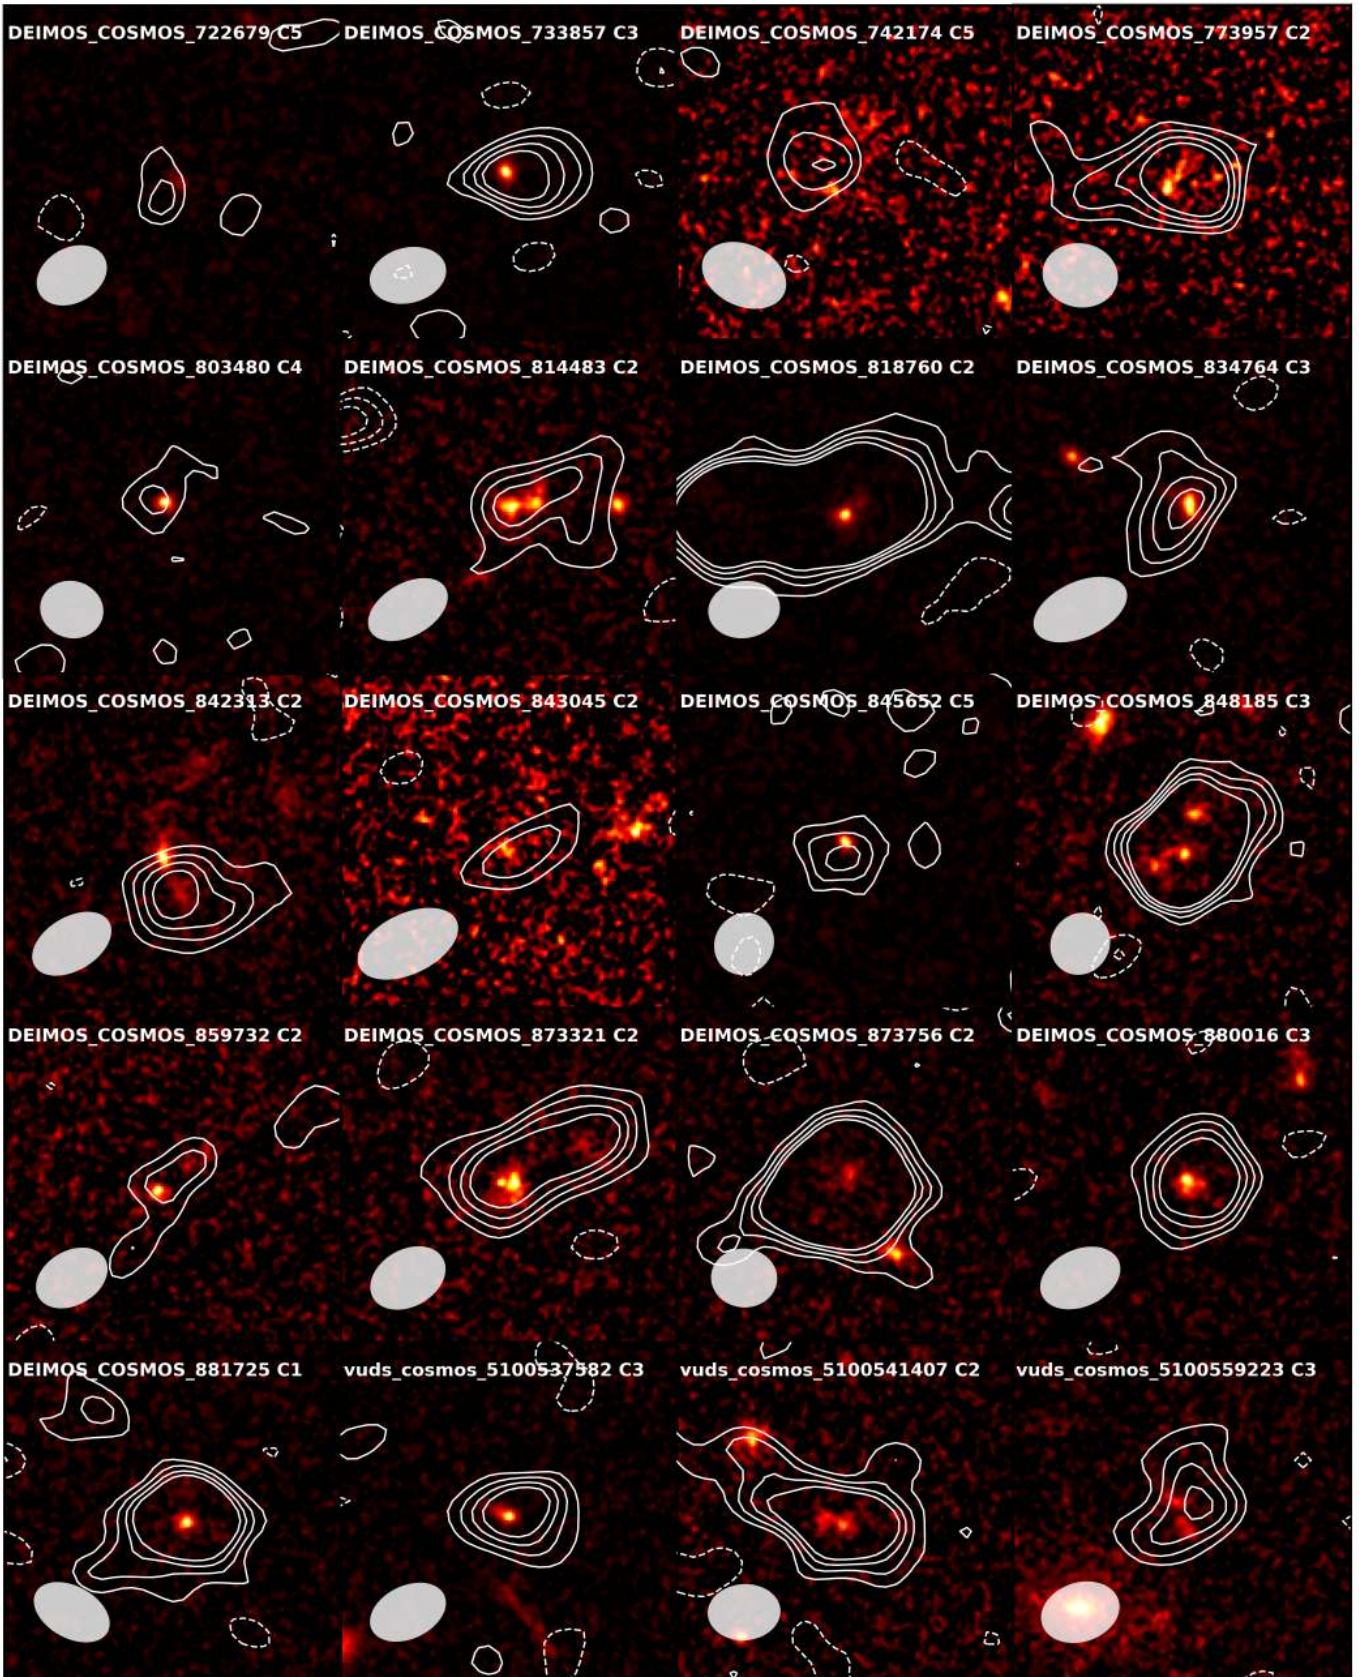 DEIMOS_COSMOS_722679 C5 DEIMOS_COSMOS_733857 C3 DEIMOS_COSMOS_742174 C5 DEIMOS_COSMOS_773957 C2
DEIMOS_COSMOS_803480 C4 DEIMOS_COSMOS_814483 C2 DEIMOS_COSMOS_818760 C2 DEIMOS_COSMOS_834764 C3
DEIMOS_COSMOS_842313 C2 DEIMOS_COSMOS_843045 C2 DEIMOS_COSMOS_845652 C5 DEIMOS_COSMOS_848185 C3
DEIMOS_COSMOS_859732 C2 DEIMOS_COSMOS_873321 C2 DEIMOS_COSMOS_873756 C2 DEIMOS_COSMOS_880016 C3
DEIMOS_COSMOS_881725 C1 vuds_cosmos_5100537582 C3 vuds_cosmos_5100541407 C2 vuds_cosmos_5100559223 C3